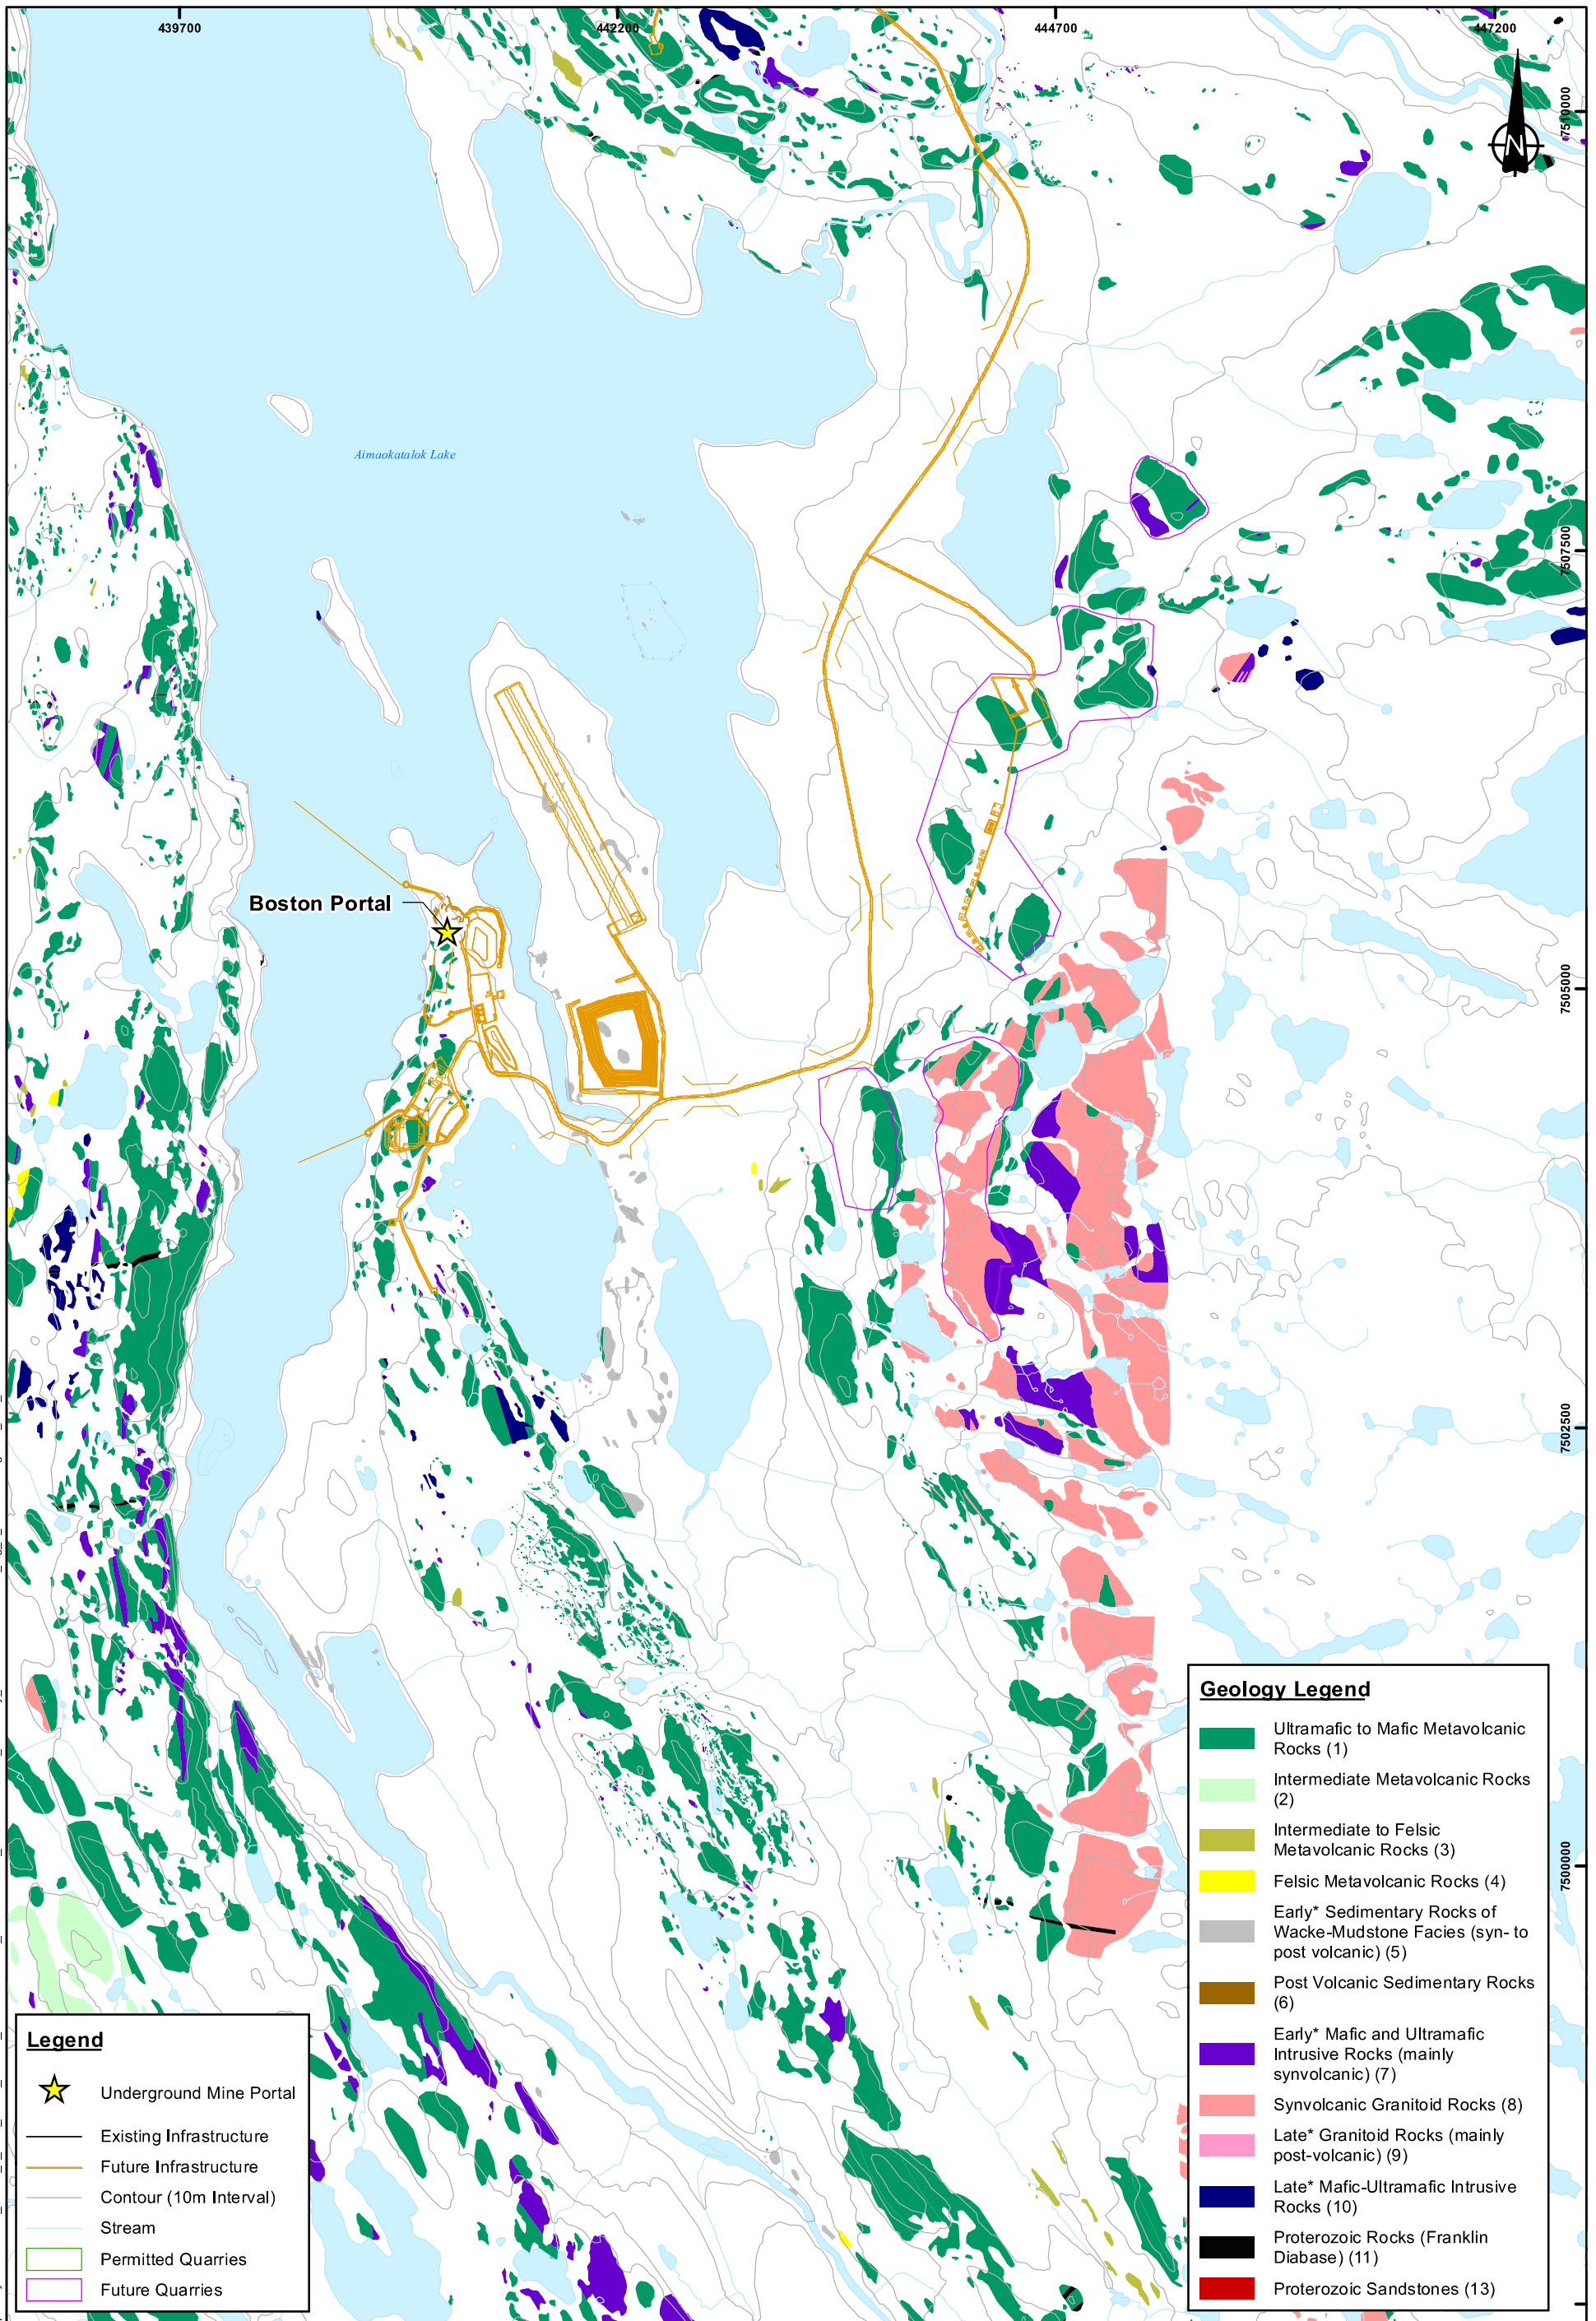 439700
442200
444700
447200
7510000
N
Aimaokatalok Lake
7507500
Boston Portal
7505000
7502500
7500000
Geology Legend
Ultramafic to Mafic Metavolcanic
Rocks (1)
Intermediate Metavolcanic Rocks
(2)
Intermediate to Felsic
Metavolcanic Rocks (3)
Felsic Metavolcanic Rocks (4)
Early* Sedimentary Rocks of
Wacke-Mudstone Facies (syn- to
post volcanic) (5)
Post Volcanic Sedimentary Rocks
(6)
Early* Mafic and Ultramafic
Intrusive Rocks (mainly
synvolcanic) (7)
Synvolcanic Granitoid Rocks (8)
Late* Granitoid Rocks (mainly
post-volcanic) (9)
Late* Mafic-Ultramafic Intrusive
Rocks (10)
Proterozoic Rocks (Franklin
Diabase) (11)
Proterozoic Sandstones (13)
Legend
Underground Mine Portal
Existing Infrastructure
Future Infrastructure
Contour (10m Interval)
Stream
Permitted Quarries
Future Quarries